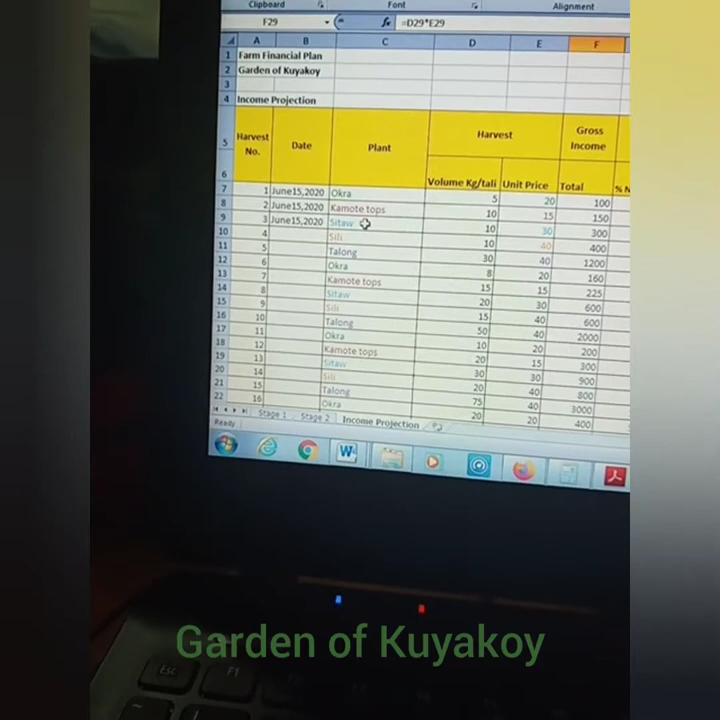 Clipboard Font Alignment
F29 fx =D29*E29
A B C D E F
1 Farm Financial Plan
2 Garden of Kuyakoy
3
4 Income Projection
5 Harvest No. Date Plant Harvest Gross Income
6 Volume Kg/tali Unit Price Total
7 1 June15,2020 Okra 5 20 100
8 2 June15,2020 Kamote tops 10 15 150
9 3 June15,2020 Sitaw 10 30 300
10 4 Sili 10 40 400
11 5 Talong 30 40 1200
12 6 Okra 8 20 160
13 7 Kamote tops 15 15 225
14 8 Sitaw 20 30 600
15 9 Sili 15 40 600
16 10 Talong 50 40 2000
17 11 Okra 10 20 200
18 12 Kamote tops 20 15 300
19 13 Sitaw 30 30 900
20 14 Sili 20 40 800
21 15 Talong 75 40 3000
22 16 Okra 20 20 400
Stage 1 Stage 2 Income Projection
Ready
Garden of Kuyakoy
Esc F1